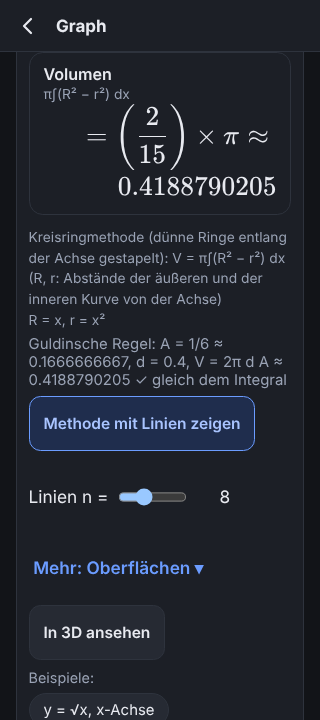 Graph
Volumen
π∫(R² − r²) dx
= (2/15) × π ≈
0.4188790205
Kreisringmethode (dünne Ringe entlang
der Achse gestapelt): V = π∫(R² − r²) dx
(R, r: Abstände der äußeren und der
inneren Kurve von der Achse)
R = x, r = x²
Guldinsche Regel: A = 1/6 ≈
0.1666666667, d = 0.4, V = 2π d A ≈
0.4188790205 ✓ gleich dem Integral
Methode mit Linien zeigen
Linien n = 8
Mehr: Oberflächen ▾
In 3D ansehen
Beispiele:
y = √x, x-Achse